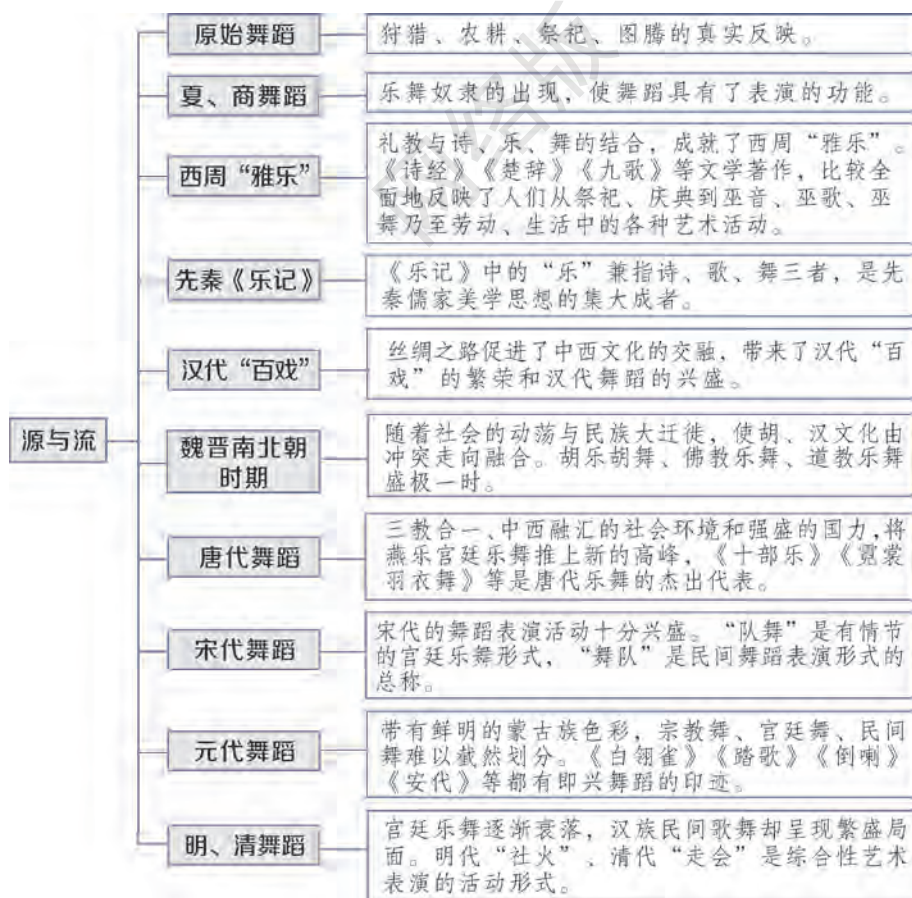 原始舞蹈
狩猎、农耕、祭祀、图腾的真实反映。
夏、商舞蹈
乐舞奴隶的出现，使舞蹈具有了表演的功能。
西周“雅乐”
礼教与诗、乐、舞的结合，成就了西周“雅乐”。
《诗经》《楚辞》《九歌》等文学著作，比较全
面地反映了人们从祭祀、庆典到巫音、巫歌、巫
舞乃至劳动、生活中的各种艺术活动。
先秦《乐记》
《乐记》中的“乐”兼指诗、歌、舞三者，是先
秦儒家美学思想的集大成者。
汉代“百戏”
丝绸之路促进了中西文化的交融，带来了汉代“百
戏”的繁荣和汉代舞蹈的兴盛。
源与流
魏晋南北朝
时期
随着社会的动荡与民族大迁徙，使胡、汉文化由
冲突走向融合。胡乐胡舞、佛教乐舞、道教乐舞
盛极一时。
唐代舞蹈
三教合一、中西融汇的社会环境和强盛的国力，将
燕乐宫廷乐舞推上新的高峰，《十部乐》《霓裳
羽衣舞》等是唐代乐舞的杰出代表。
宋代舞蹈
宋代的舞蹈表演活动十分兴盛。“队舞”是有情节
的宫廷乐舞形式，“舞队”是民间舞蹈表演形式的
总称。
元代舞蹈
带有鲜明的蒙古族色彩，宗教舞、宫廷舞、民间
舞难以截然划分。《白翎雀》《踏歌》《倒喇》
《安代》等都有即兴舞蹈的印迹。
明、清舞蹈
宫廷乐舞逐渐衰落，汉族民间歌舞却呈现繁盛局
面。明代“社火”、清代“走会”是综合性艺术
表演的活动形式。